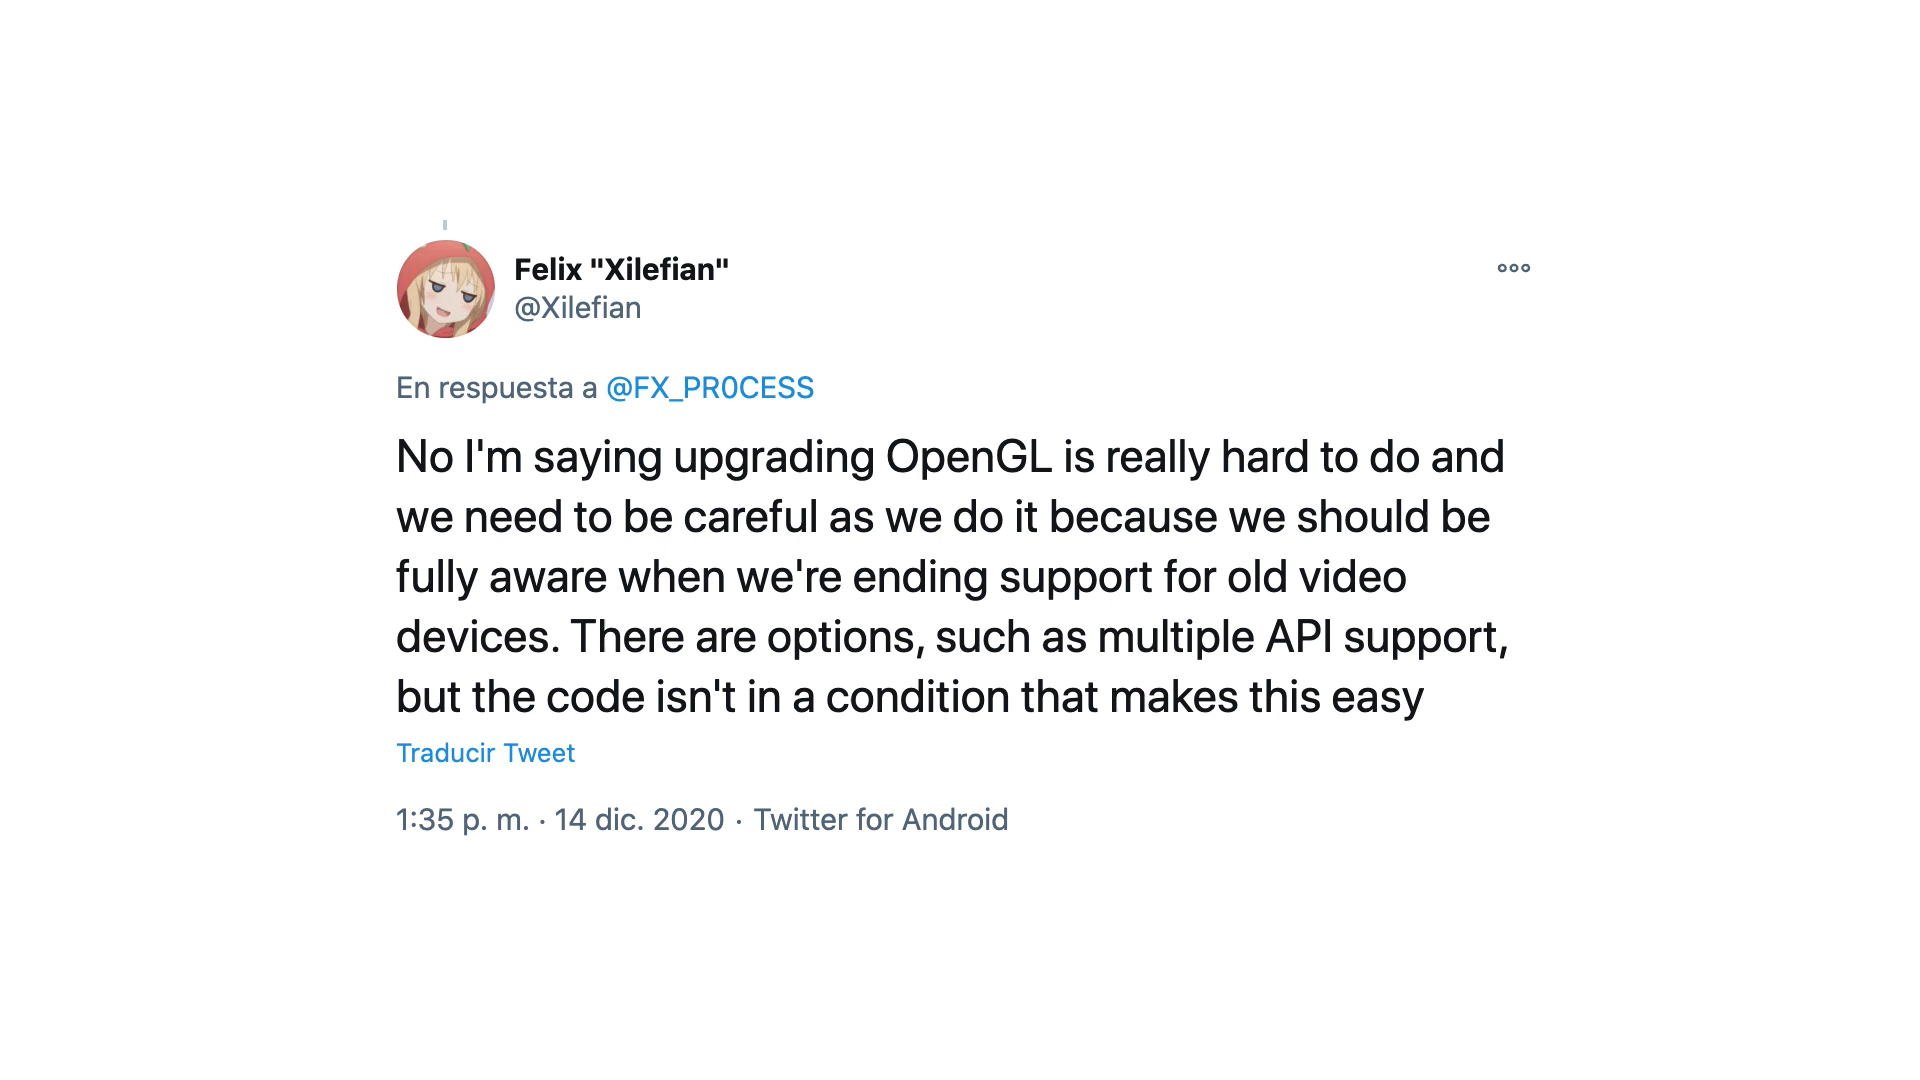 Felix "Xilefian"
@Xilefian
En respuesta a @FX_PR0CESS
No I'm saying upgrading OpenGL is really hard to do and
we need to be careful as we do it because we should be
fully aware when we're ending support for old video
devices. There are options, such as multiple API support,
but the code isn't in a condition that makes this easy
Traducir Tweet
1:35 p. m. · 14 dic. 2020 · Twitter for Android